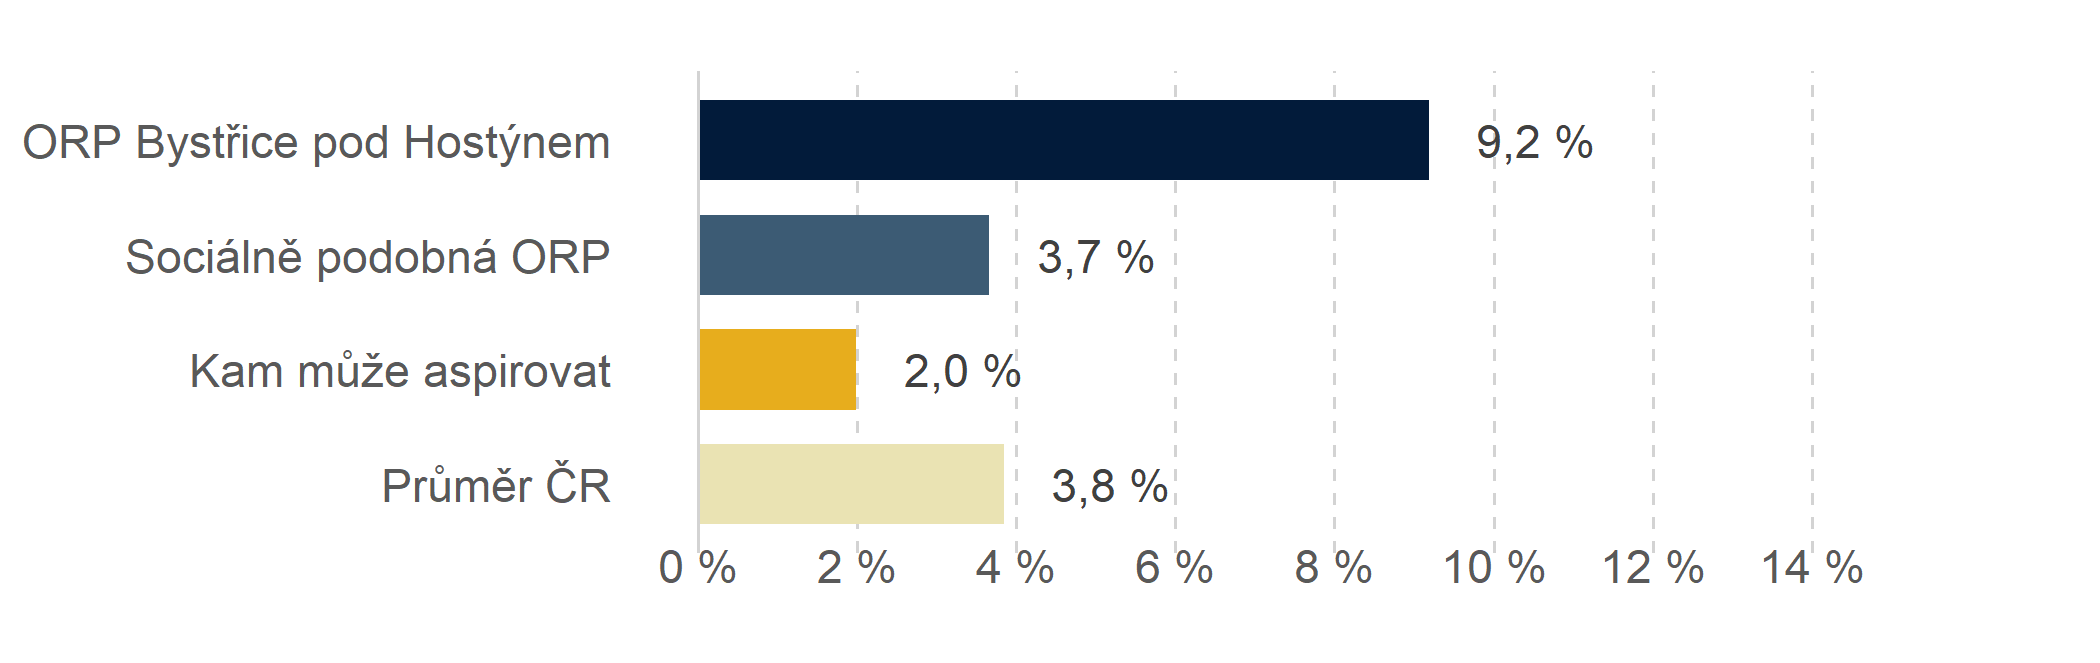 ORP Bystřice pod Hostýnem
9,2 %
Sociálně podobná ORP
3,7 %
Kam může aspirovat
2,0 %
Průměr ČR
3,8 %
0 % 2 % 4 % 6 % 8 % 10 % 12 % 14 %